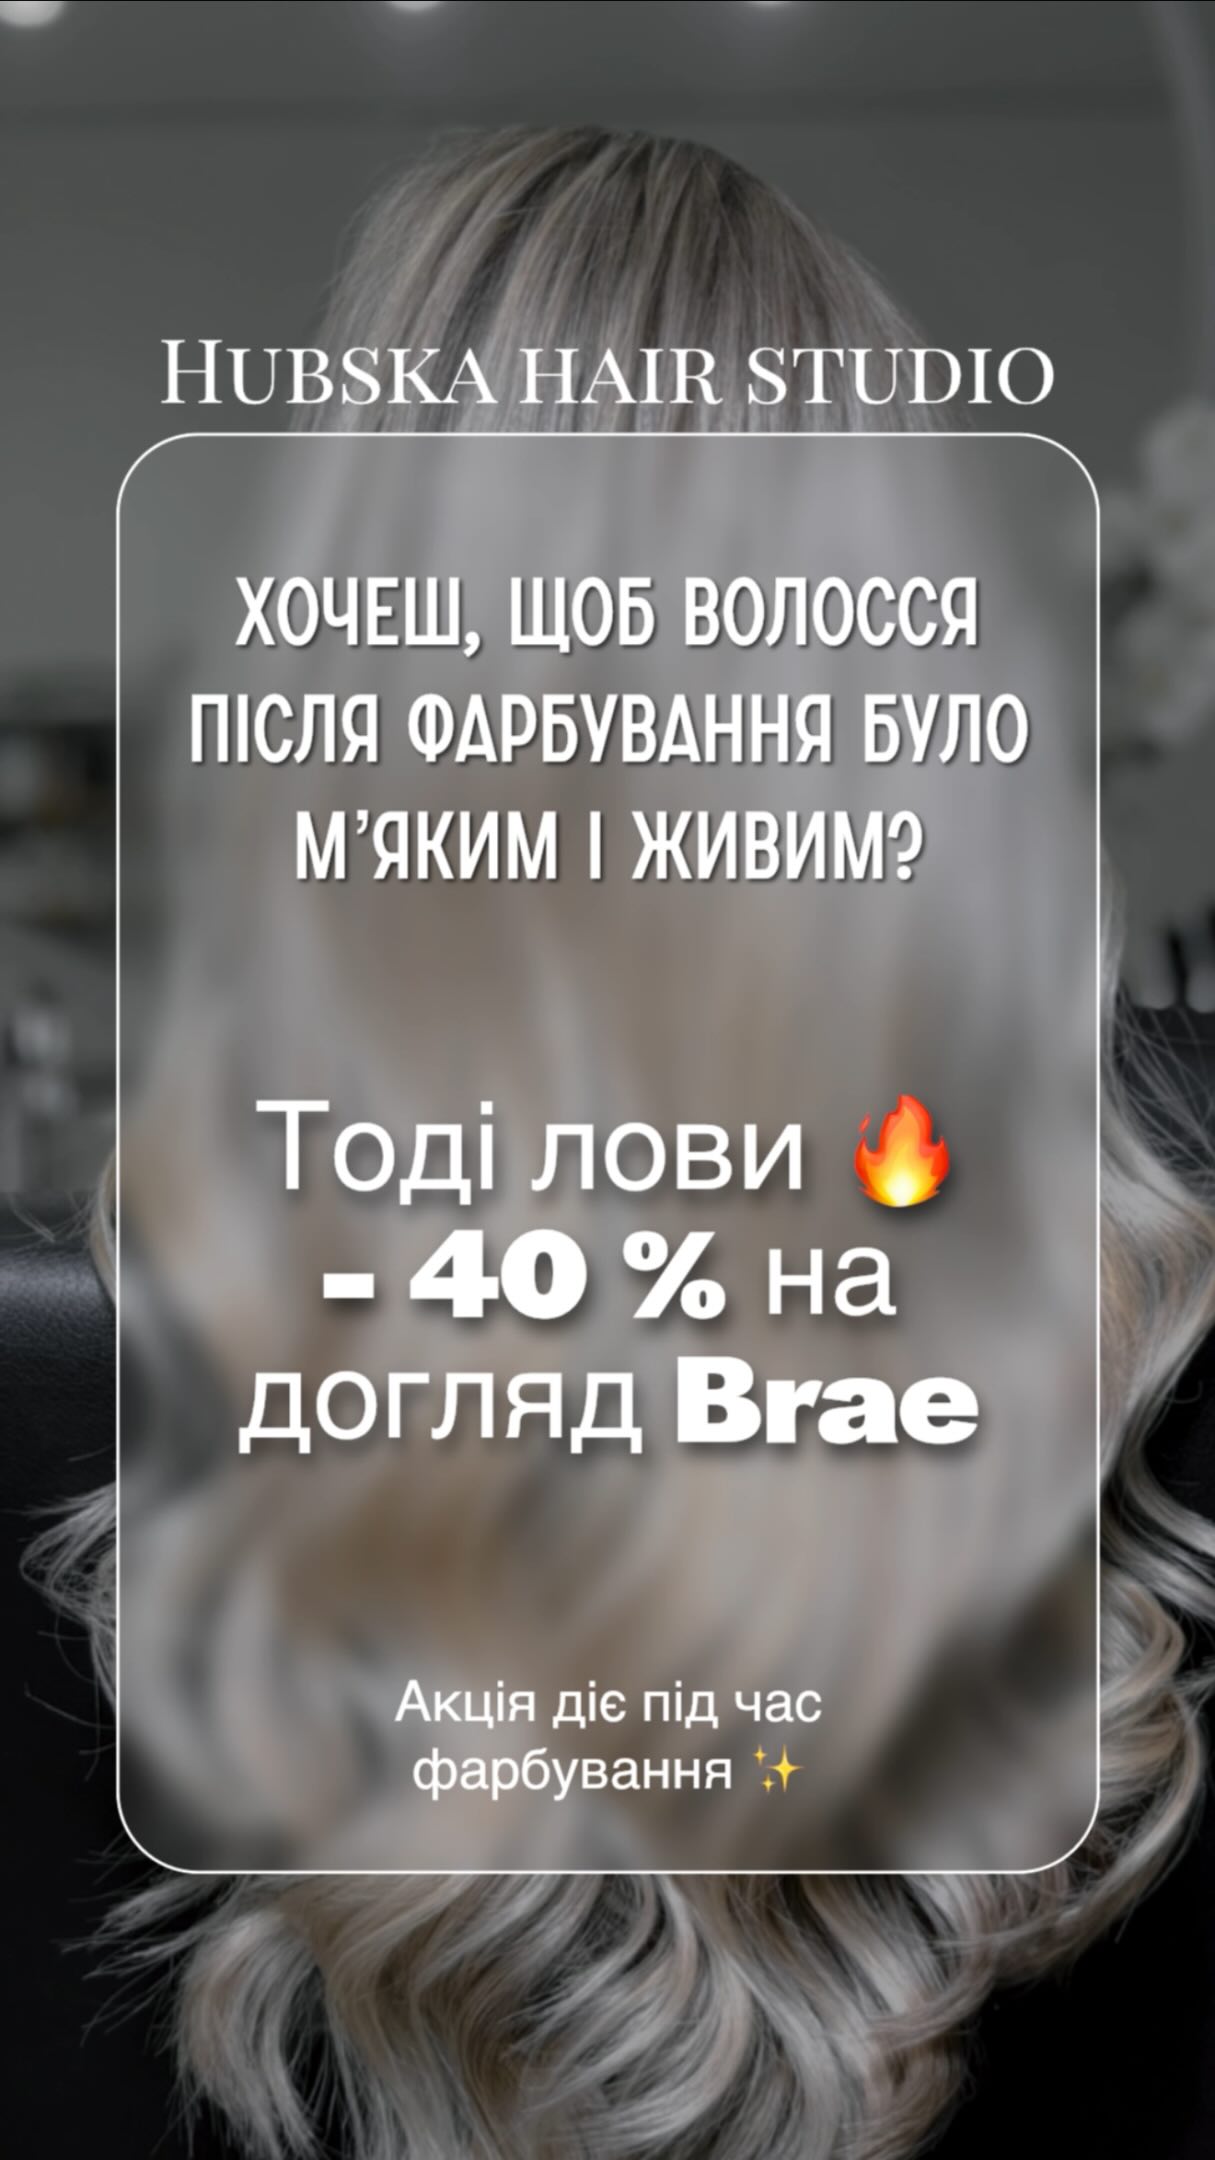 HUBSKA HAIR STUDIO
ХОЧЕШ, ЩОБ ВОЛОССЯ
ПІСЛЯ ФАРБУВАННЯ БУЛО
М’ЯКИМ І ЖИВИМ?
Тоді лови 🔥
- 40 % на
догляд Brae
Акція діє під час
фарбування ✨